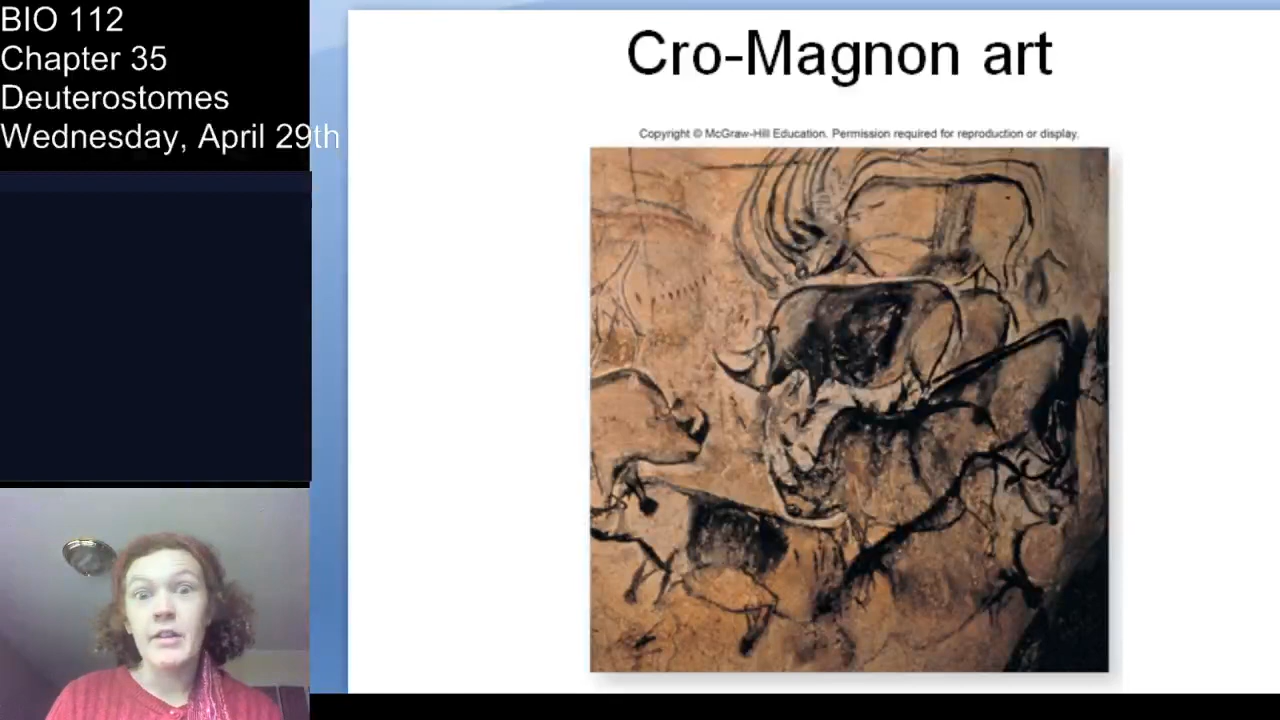 BIO 112
Chapter 35
Deuterostomes
Wednesday, April 29th
Cro-Magnon art
Copyright © McGraw-Hill Education. Permission required for reproduction or display.